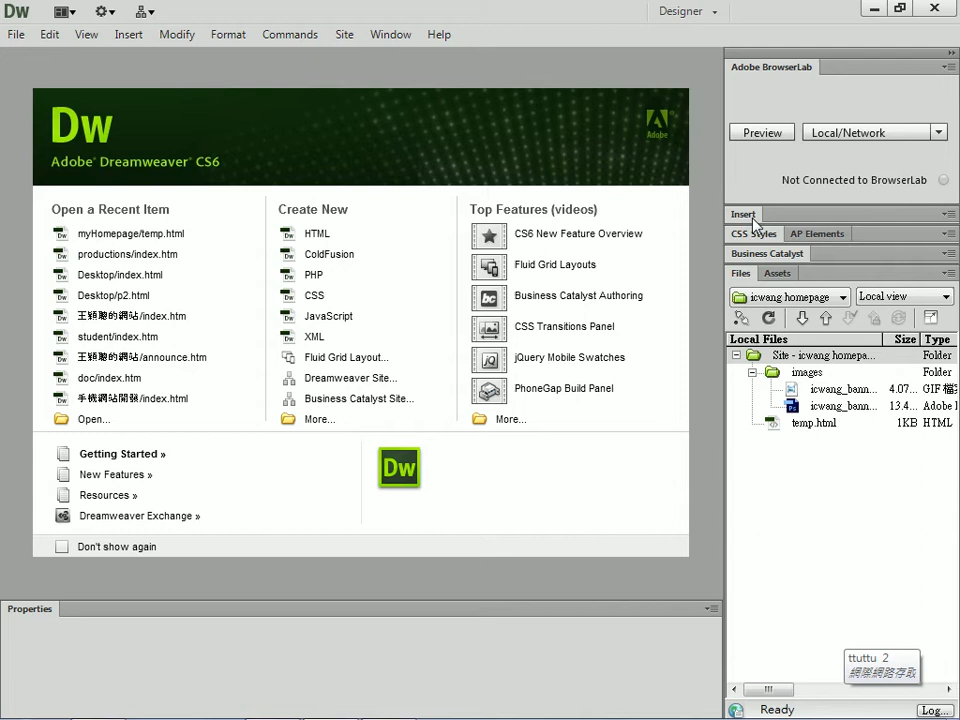 Dw
Designer
File Edit View Insert Modify Format Commands Site Window Help
Adobe BrowserLab
Preview Local/Network
Not Connected to BrowserLab
Insert
CSS Styles AP Elements
Business Catalyst
Files Assets
icwang homepage Local view
Local Files Size Type
Site - icwang homepa... Folder
images Folder
icwang_bann... 4.07... GIF 檔
icwang_bann... 13.4... Adobe
temp.html 1KB HTML
ttuttu 2
網際網路存取
Ready Log...
Dw
Adobe
Adobe® Dreamweaver® CS6
Open a Recent Item
myHomepage/temp.html
productions/index.htm
Desktop/index.html
Desktop/p2.html
王穎聰的網站/index.htm
student/index.htm
王穎聰的網站/announce.htm
doc/index.htm
手機網站開發/index.html
Open...
Create New
HTML
ColdFusion
PHP
CSS
JavaScript
XML
Fluid Grid Layout...
Dreamweaver Site...
Business Catalyst Site...
More...
Top Features (videos)
CS6 New Feature Overview
Fluid Grid Layouts
bc
Business Catalyst Authoring
CSS Transitions Panel
jQuery Mobile Swatches
PhoneGap Build Panel
More...
Getting Started »
New Features »
Resources »
Dreamweaver Exchange »
Dw
Don't show again
Properties